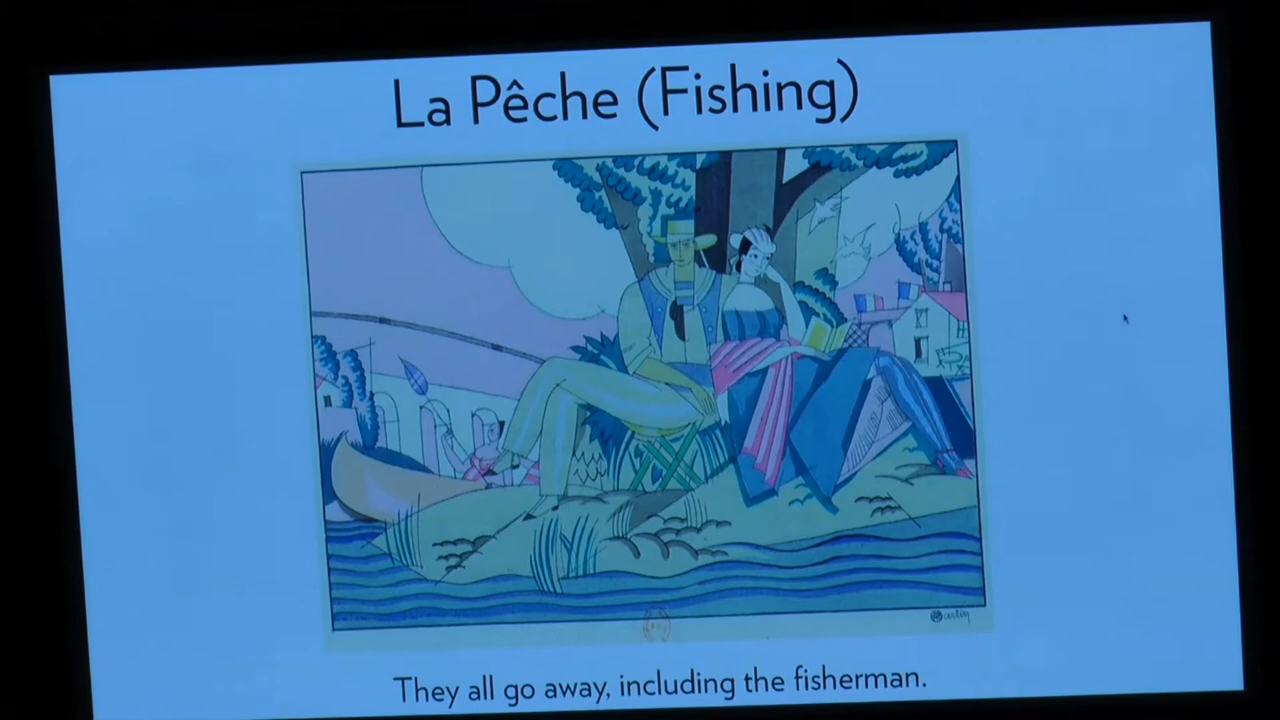 La Pêche (Fishing)
They all go away, including the fisherman.